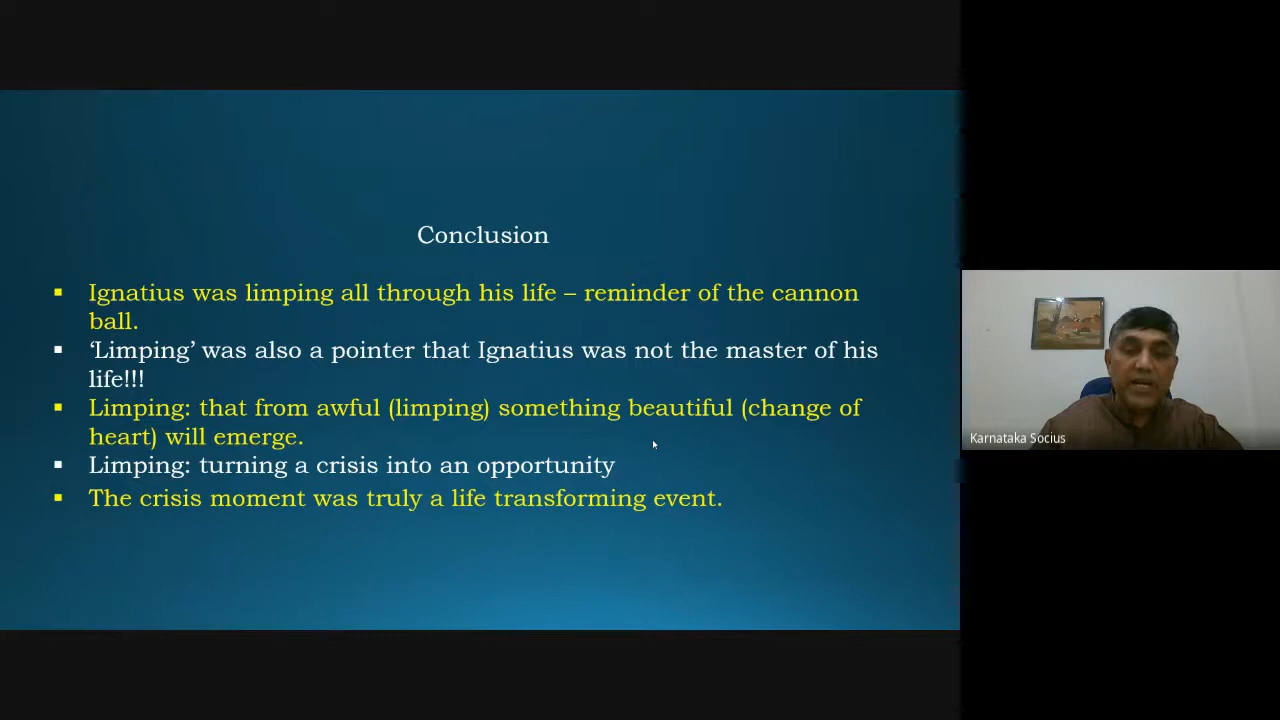 Conclusion
▪ Ignatius was limping all through his life – reminder of the cannon
ball.
▪ ‘Limping’ was also a pointer that Ignatius was not the master of his
life!!!
▪ Limping: that from awful (limping) something beautiful (change of
heart) will emerge.
▪ Limping: turning a crisis into an opportunity
▪ The crisis moment was truly a life transforming event.
Karnataka Socius